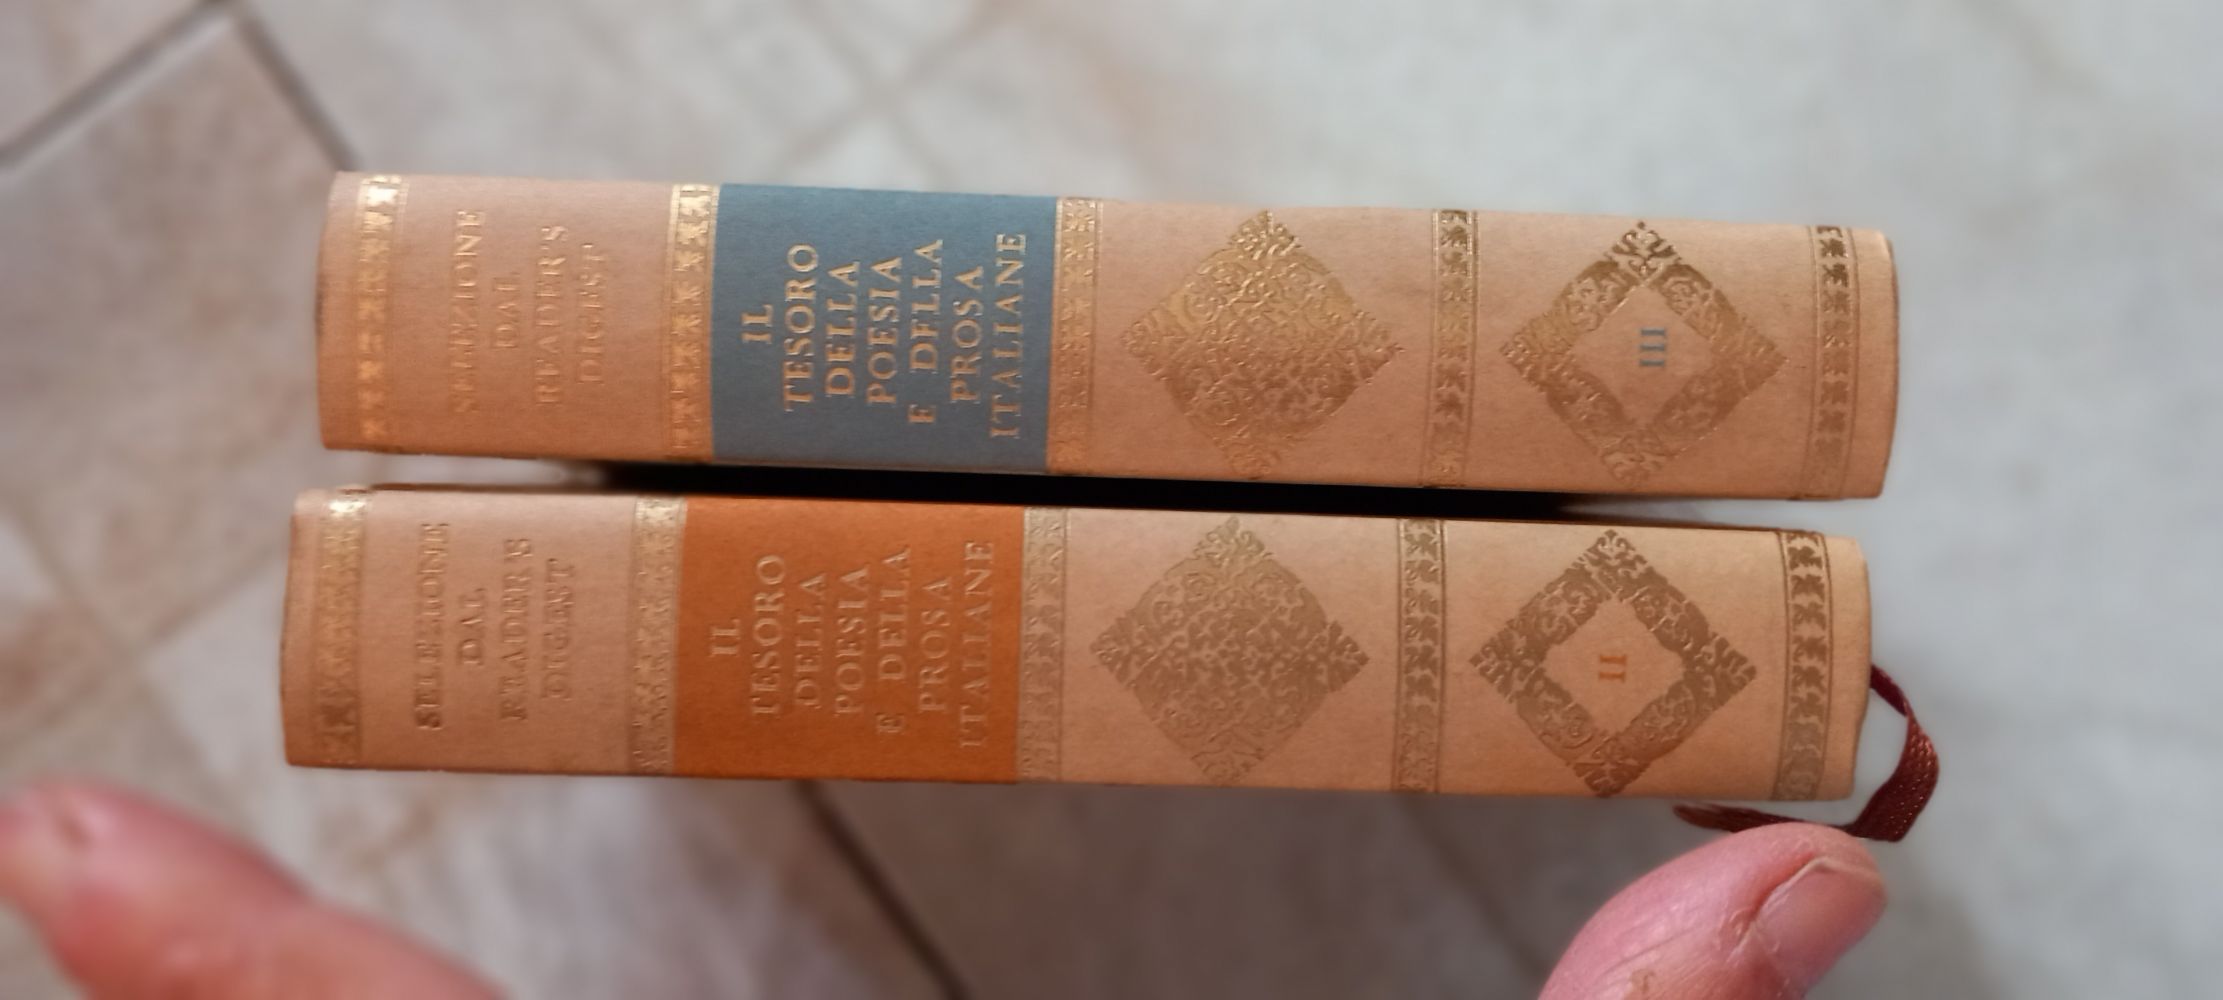 SELEZIONE
DAL
READER'S
DIGEST
IL
TESORO
DELLA
POESIA
E DELLA
PROSA
ITALIANE
III
SELEZIONE
DAL
READER'S
DIGEST
IL
TESORO
DELLA
POESIA
E DELLA
PROSA
ITALIANE
II